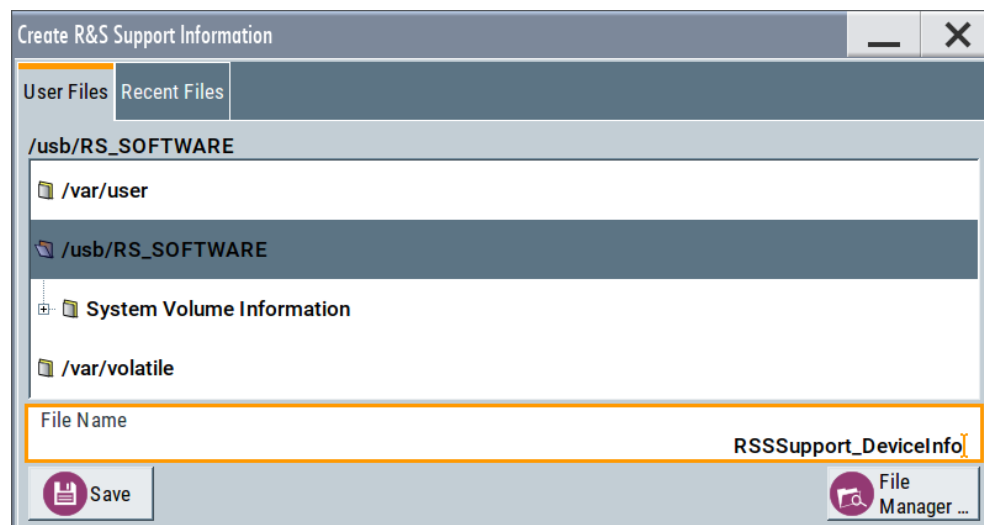 Create R&S Support Information
User Files Recent Files
/usb/RS_SOFTWARE
/var/user
/usb/RS_SOFTWARE
System Volume Information
/var/volatile
File Name
RSSSupport_DeviceInfo
Save
File
Manager ...